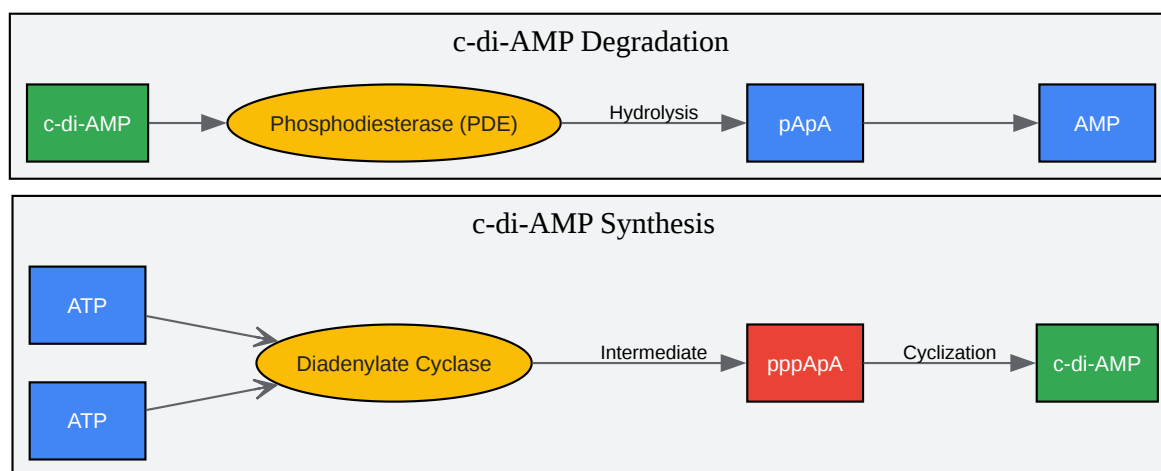 c-di-AMP Degradation
c-di-AMP
Phosphodiesterase (PDE)
Hydrolysis
pApA
AMP
c-di-AMP Synthesis
ATP
ATP
Diadenylate Cyclase
Intermediate
pppApA
Cyclization
c-di-AMP